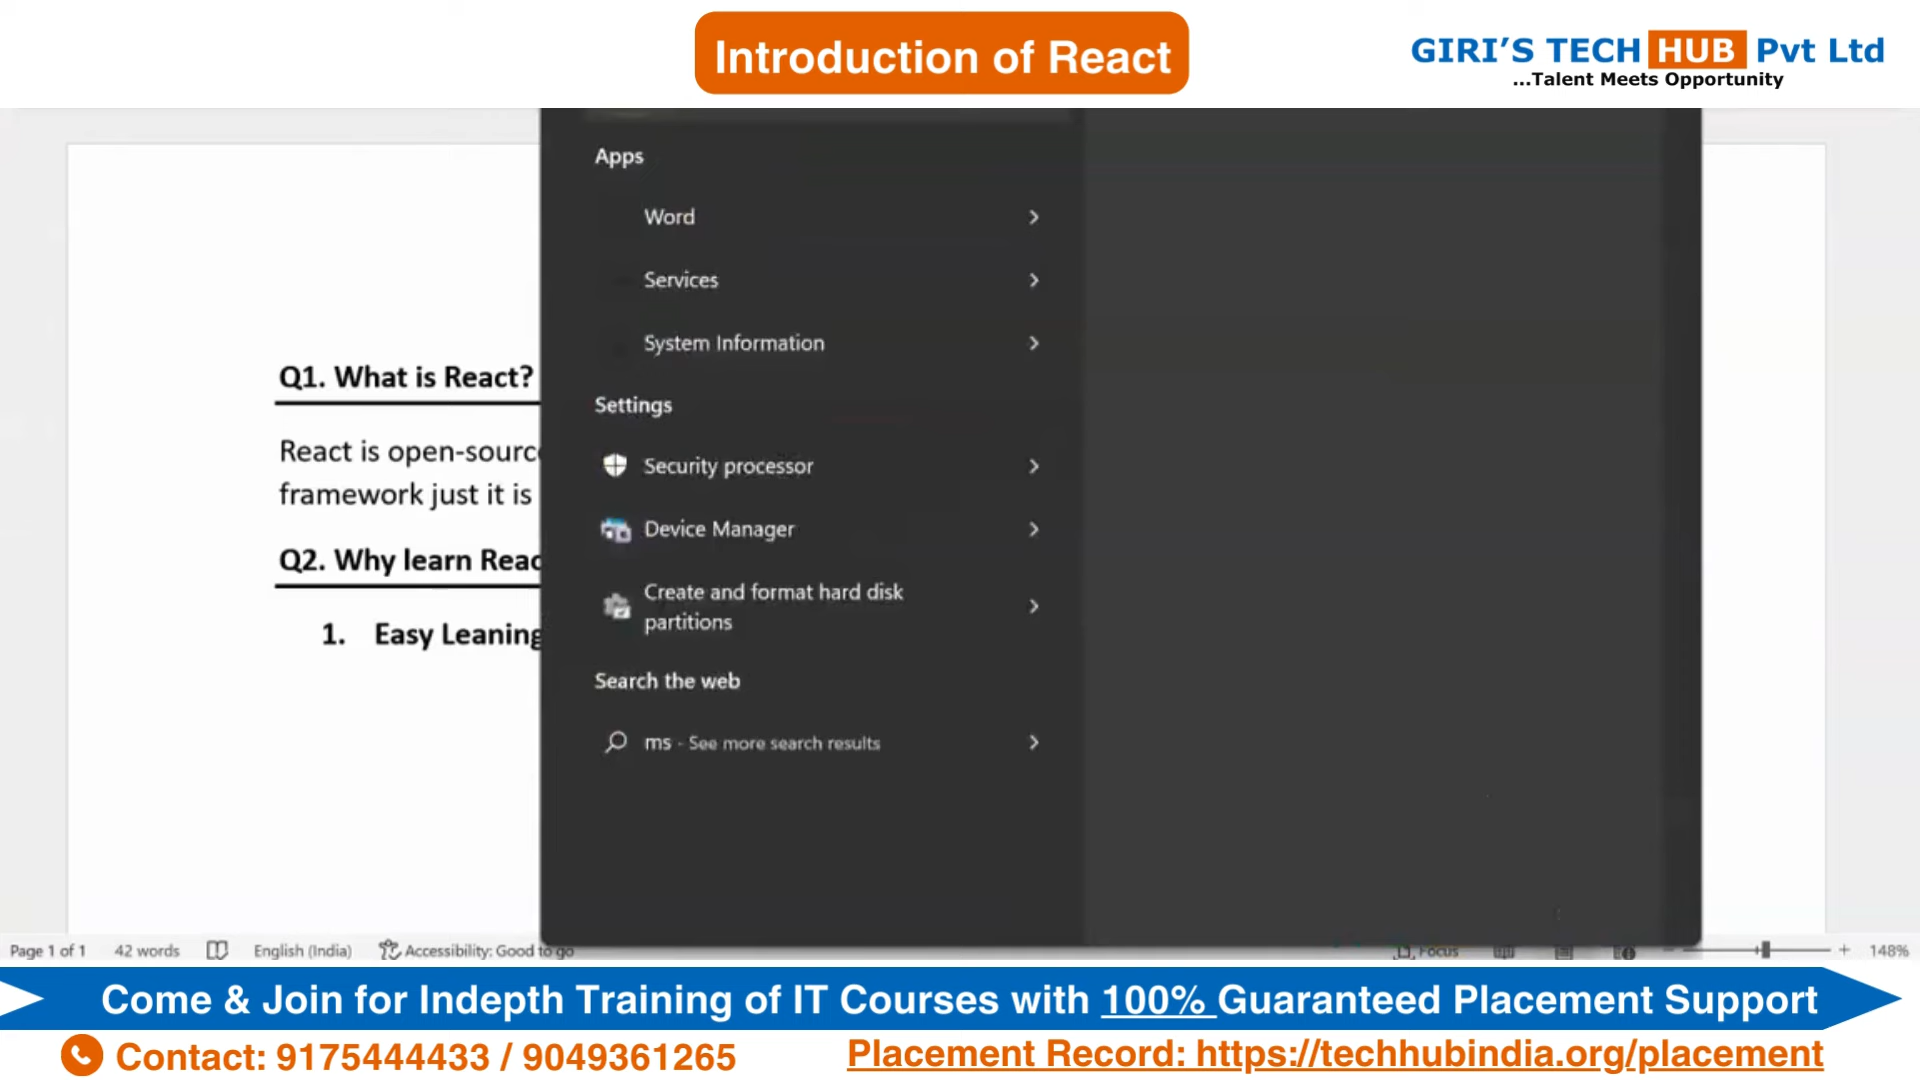 Introduction of React
GIRI'S TECH HUB Pvt Ltd
...Talent Meets Opportunity
Apps
Word
Services
System Information
Settings
Security processor
Device Manager
Create and format hard disk
partitions
Search the web
ms - See more search results
Q1. What is React?
React is open-sourc
framework just it is
Q2. Why learn Reac
1. Easy Leaning
Page 1 of 1 42 words English (India) Accessibility: Good to go Focus 148%
Come & Join for Indepth Training of IT Courses with 100% Guaranteed Placement Support
Contact: 9175444433 / 9049361265
Placement Record: https://techhubindia.org/placement